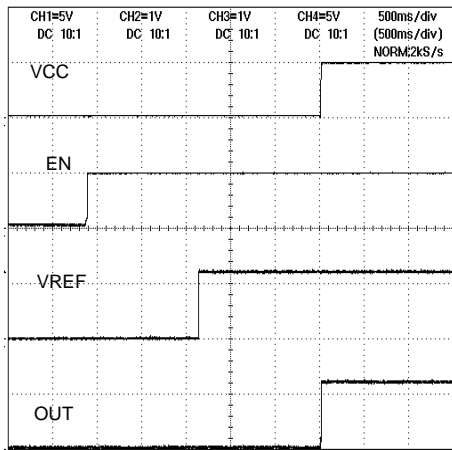 CH1=5V CH2=1V CH3=1V CH4=5V 500ms/div
DC 10:1 DC 10:1 DC 10:1 DC 10:1 (500ms/div)
NORM:2kS/s
VCC
EN
VREF
OUT